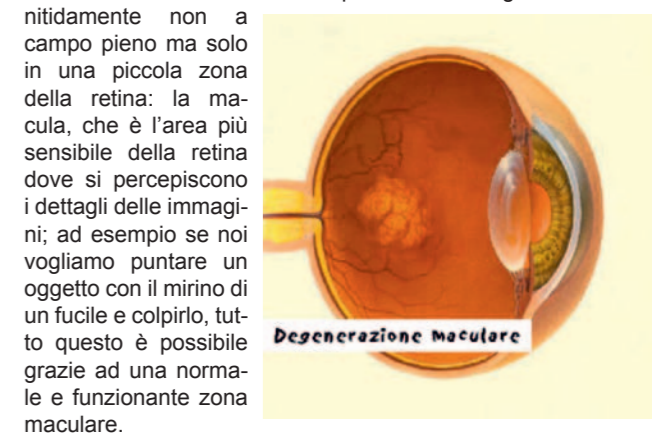 nitidamente non a
campo pieno ma solo
in una piccola zona
della retina: la ma-
cula, che è l'area più
sensibile della retina
dove si percepiscono
i dettagli delle immagi-
ni; ad esempio se noi
vogliamo puntare un
oggetto con il mirino di
un fucile e colpirlo, tut-
to questo è possibile
grazie ad una norma-
le e funzionante zona
maculare.
Degenerazione maculare